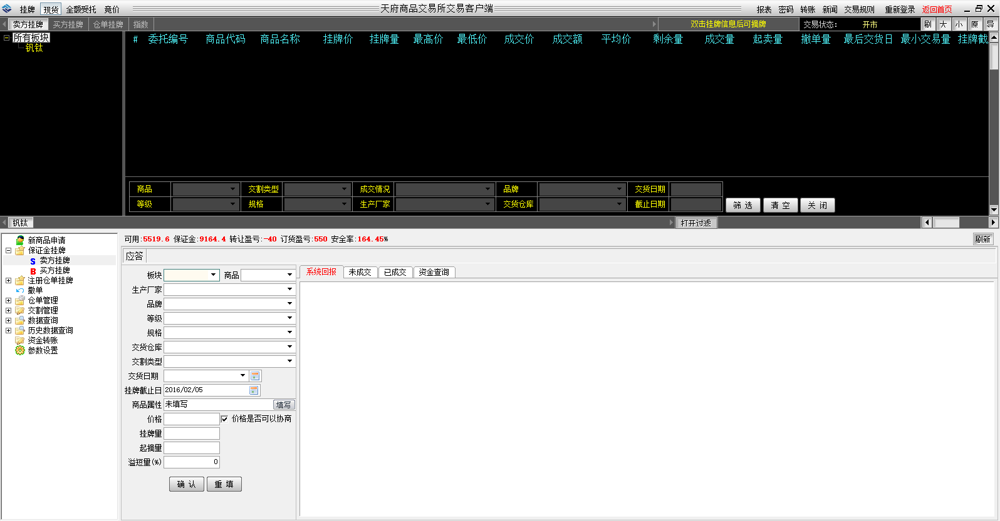 挂牌 现货 全额受托 竞价 天府商品交易所交易客户端 报表 密码 转账 新闻 交易规则 重新登录 返回首页
卖方挂牌 买方挂牌 仓单挂牌 指数 双击挂牌信息后可摘牌 交易状态: 开市 刷 大 小 原 导
所有板块
钒钛
# 委托编号 商品代码 商品名称 挂牌价 挂牌量 最高价 最低价 成交价 成交额 平均价 剩余量 成交量 起卖量 撤单量 最后交货日 最小交易量 挂牌截
商品 交割类型 成交情况 品牌 交货日期
等级 规格 生产厂家 交货仓库 截止日期 筛 选 清 空 关 闭
钒钛 打开过滤
新商品申请
保证金挂牌
S 卖方挂牌
B 买方挂牌
注册仓单挂牌
撤单
仓单管理
交割管理
数据查询
历史数据查询
资金转账
参数设置
可用:5519.6 保证金:9164.4 转让盈亏:-40 订货盈亏:550 安全率:164.45% 刷新
应答
板块 商品
生产厂家
品牌
等级
规格
交货仓库
交割类型
交货日期
挂牌截止日 2016/02/05
商品属性 未填写 填写
价格 价格是否可以协商
挂牌量
起摘量
溢短量(%) 0
确 认 重 填
系统回报 未成交 已成交 资金查询